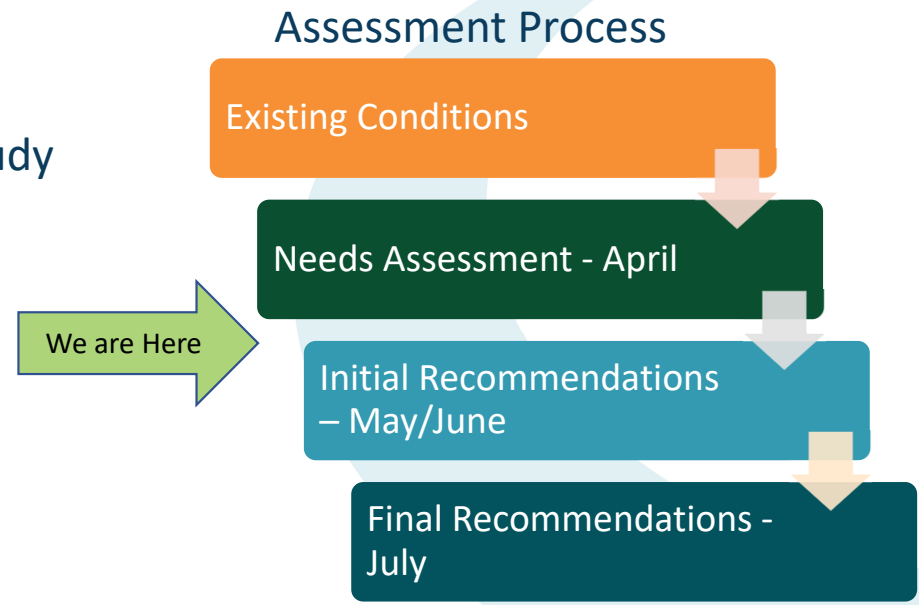 Assessment Process
Existing Conditions
udy
Needs Assessment - April
We are Here
Initial Recommendations
– May/June
Final Recommendations -
July